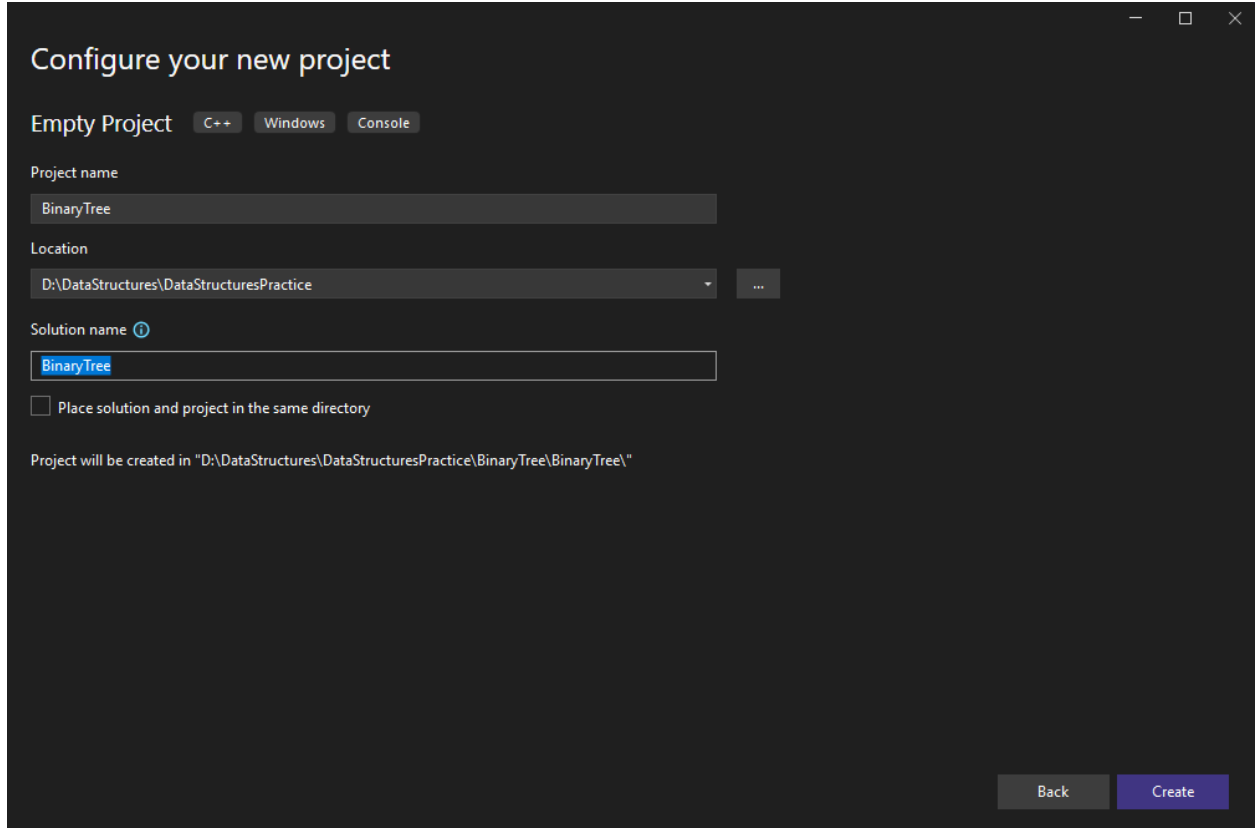 Configure your new project
Empty Project C++ Windows Console
Project name
BinaryTree
Location
D:\DataStructures\DataStructuresPractice ...
Solution name
BinaryTree
Place solution and project in the same directory
Project will be created in "D:\DataStructures\DataStructuresPractice\BinaryTree\BinaryTree\"
Back Create